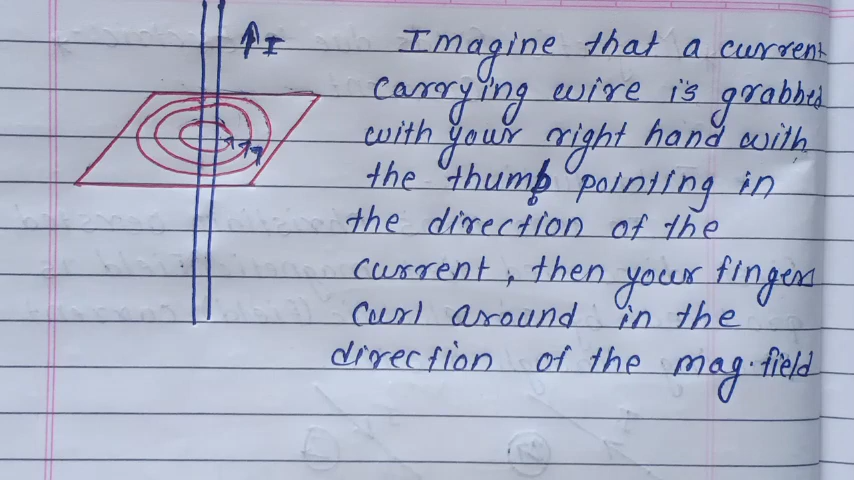 I
Imagine that a current
carrying wire is grabbed
with your right hand with
the thumb pointing in
the direction of the
current, then your fingers
curl around in the
direction of the mag. field